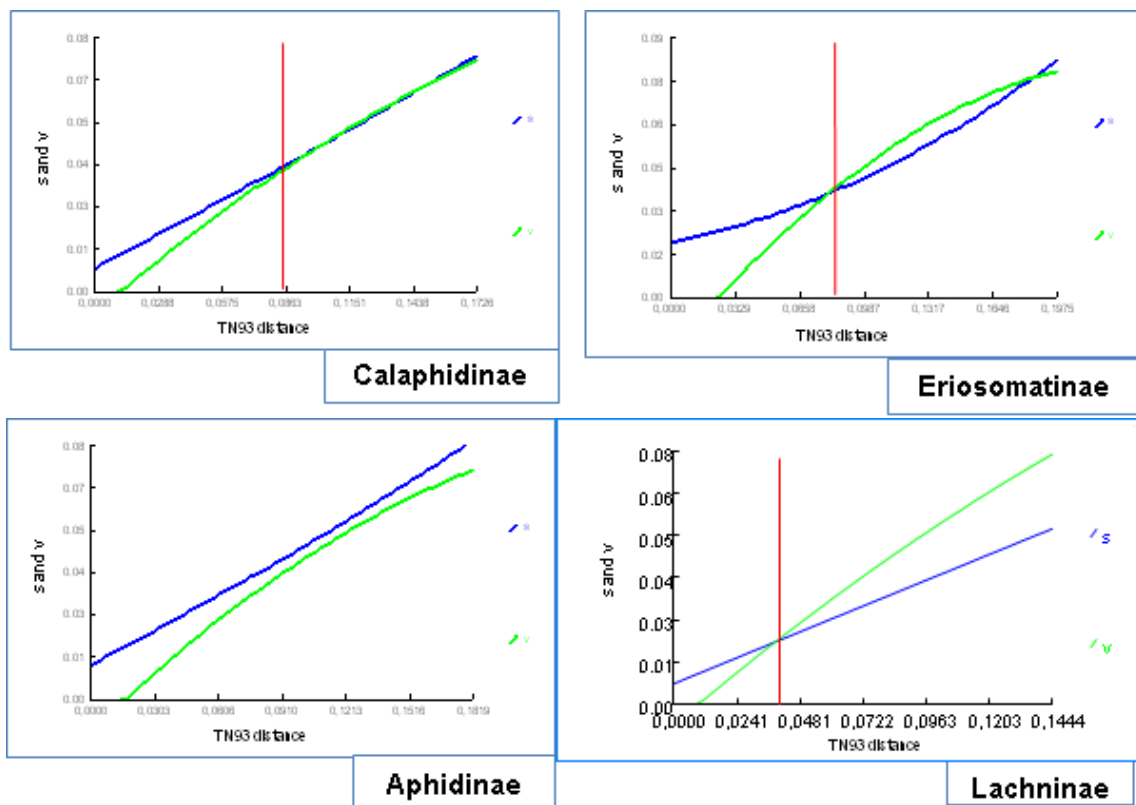 0.08
0.07
0.05
0.04
0.03
0.01
0.00
s and v
0,0000 0,0288 0,0575 0,0863 0,1151 0,1438 0,1726
TN93 distance
s
v
Calaphidinae
0.09
0.08
0.06
0.05
0.03
0.02
0.00
s and v
0,0000 0,0329 0,0658 0,0987 0,1317 0,1646 0,1975
TN93 distance
s
v
Eriosomatinae
0.08
0.07
0.05
0.04
0.03
0.01
0.00
s and v
0,0000 0,0303 0,0606 0,0910 0,1213 0,1516 0,1819
TN93 distance
s
v
Aphidinae
0.08
0.06
0.05
0.04
0.02
0.01
0.00
s and v
0,0000 0,0241 0,0481 0,0722 0,0963 0,1203 0,1444
TN93 distance
s
v
Lachninae